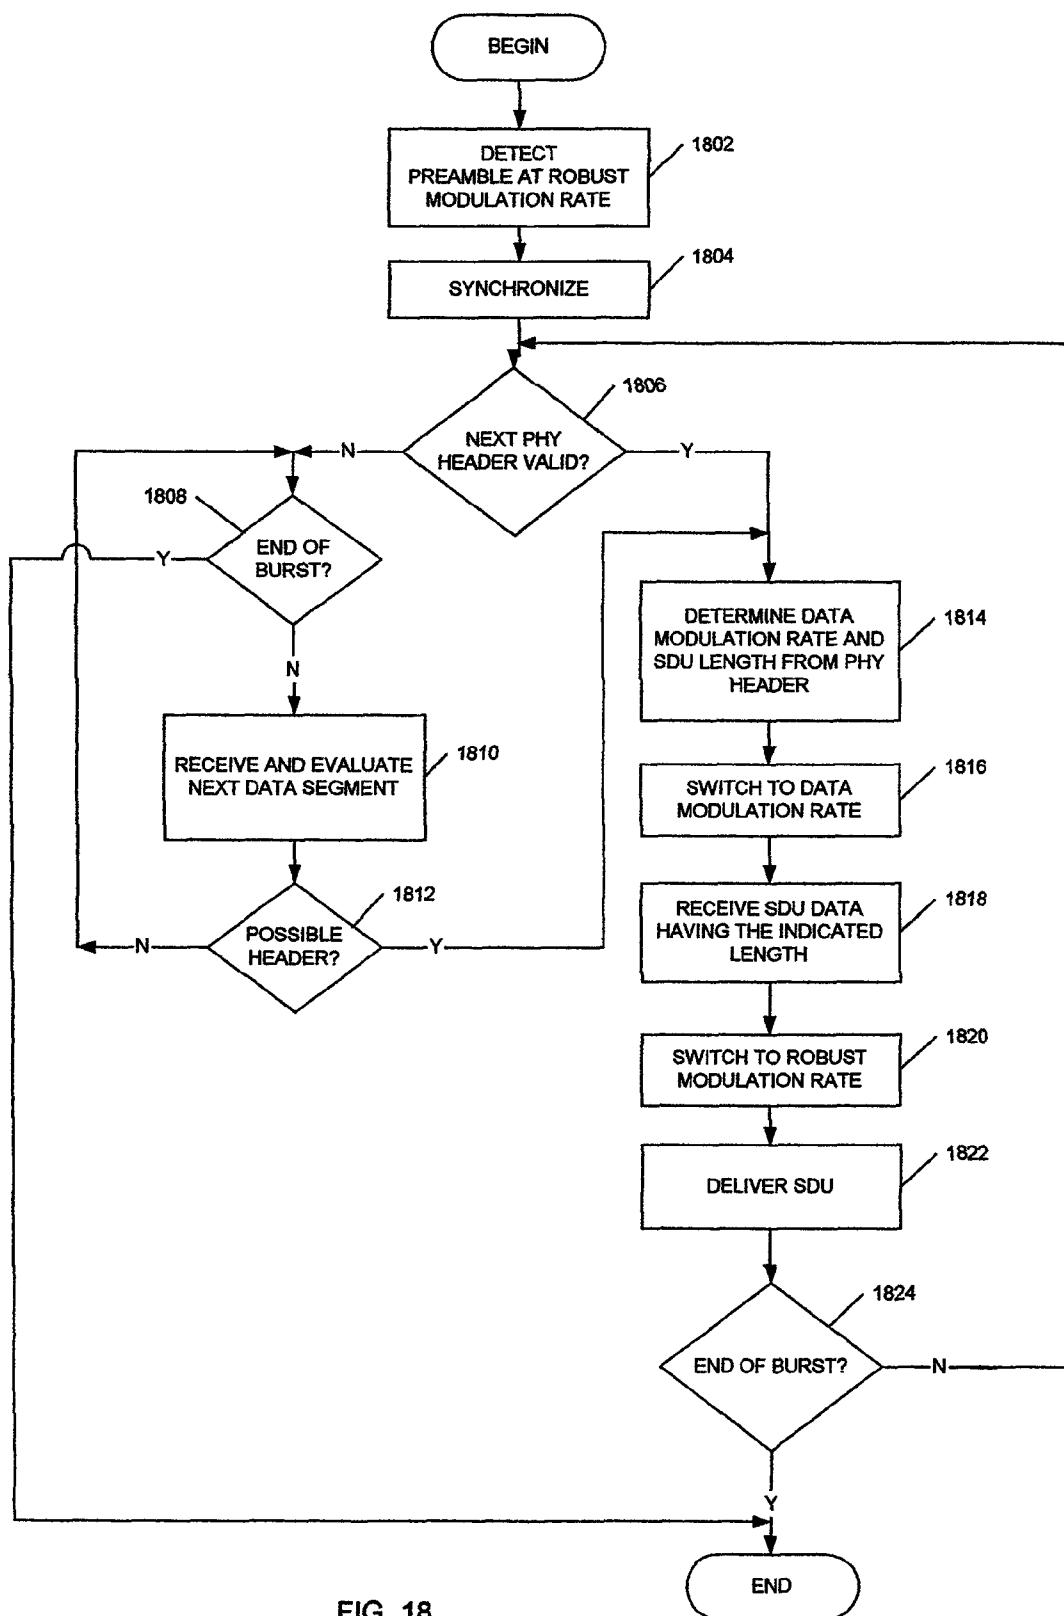 BEGIN
DETECT
PREAMBLE AT ROBUST
MODULATION RATE
1802
SYNCHRONIZE
1804
NEXT PHY
HEADER VALID?
1806
N
Y
END OF
BURST?
1808
Y
N
RECEIVE AND EVALUATE
NEXT DATA SEGMENT
1810
POSSIBLE
HEADER?
1812
N
Y
DETERMINE DATA
MODULATION RATE AND
SDU LENGTH FROM PHY
HEADER
1814
SWITCH TO DATA
MODULATION RATE
1816
RECEIVE SDU DATA
HAVING THE INDICATED
LENGTH
1818
SWITCH TO ROBUST
MODULATION RATE
1820
DELIVER SDU
1822
END OF BURST?
1824
N
Y
END
FIG. 18